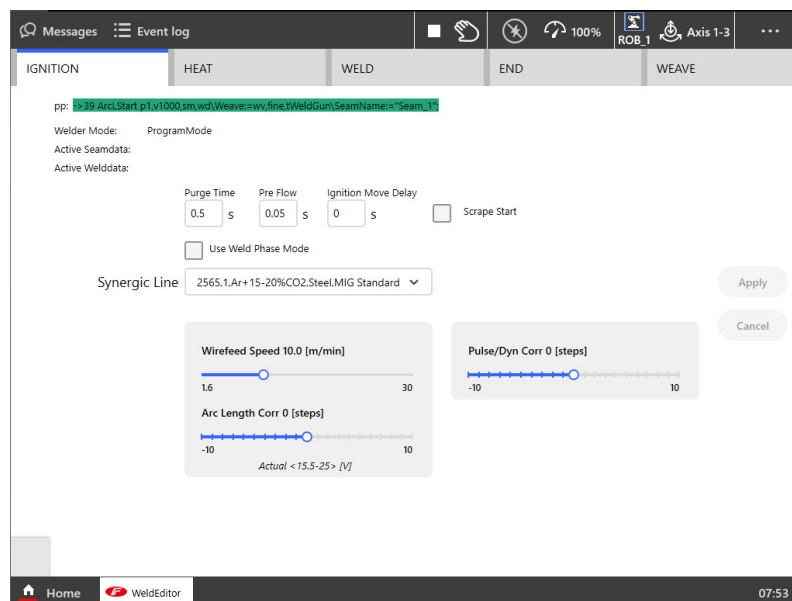 Messages Event log 100% ROB_1 Axis 1-3 ...
IGNITION HEAT WELD END WEAVE
pp: ->39 ArcLStart p1,v1000,sm,wd\Weave:=wv,fine,tWeldGun\SeamName:="Seam_1";
Welder Mode: ProgramMode
Active Seamdata:
Active Welddata:
Purge Time Pre Flow Ignition Move Delay
0.5 s 0.05 s 0 s Scrape Start
Use Weld Phase Mode
Synergic Line 2565,1,Ar+15-20%CO2,Steel,MIG Standard Apply
Cancel
Wirefeed Speed 10.0 [m/min] Pulse/Dyn Corr 0 [steps]
1.6 30 -10 10
Arc Length Corr 0 [steps]
-10 10
Actual <15.5-25> [V]
Home WeldEditor 07:53